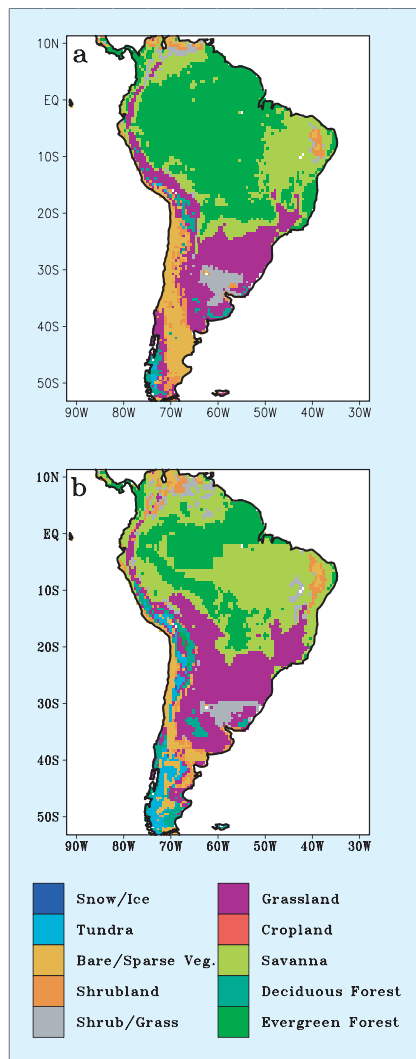 a
10N
EQ
10S
20S
30S
40S
50S
90W 80W 70W 60W 50W 40W 30W
b
10N
EQ
10S
20S
30S
40S
50S
90W 80W 70W 60W 50W 40W 30W
Snow/Ice
Tundra
Bare/Sparse Veg.
Shrubland
Shrub/Grass
Grassland
Cropland
Savanna
Deciduous Forest
Evergreen Forest